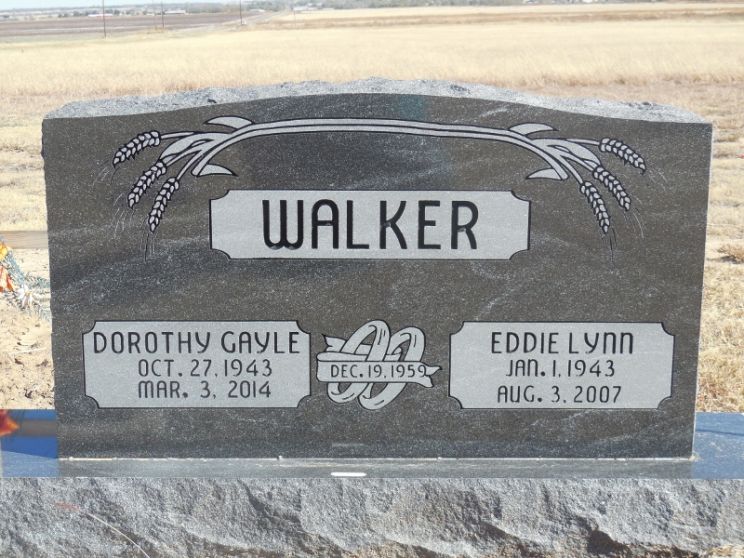 WALKER
DOROTHY GAYLE
OCT. 27, 1943
MAR. 3, 2014
DEC. 19, 1959
EDDIE LYNN
JAN. 1, 1943
AUG. 3, 2007